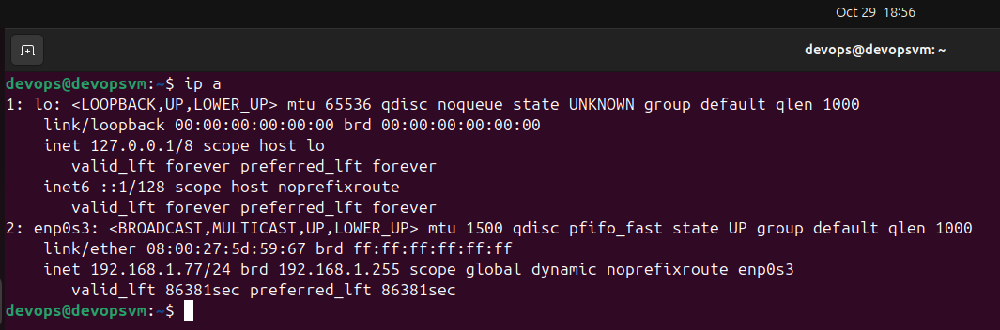 Oct 29 18:56
devops@devopsvm: ~
devops@devopsvm:~$ ip a
1: lo: <LOOPBACK,UP,LOWER_UP> mtu 65536 qdisc noqueue state UNKNOWN group default qlen 1000
    link/loopback 00:00:00:00:00:00 brd 00:00:00:00:00:00
    inet 127.0.0.1/8 scope host lo
       valid_lft forever preferred_lft forever
    inet6 ::1/128 scope host noprefixroute
       valid_lft forever preferred_lft forever
2: enp0s3: <BROADCAST,MULTICAST,UP,LOWER_UP> mtu 1500 qdisc pfifo_fast state UP group default qlen 1000
    link/ether 08:00:27:5d:59:67 brd ff:ff:ff:ff:ff:ff
    inet 192.168.1.77/24 brd 192.168.1.255 scope global dynamic noprefixroute enp0s3
       valid_lft 86381sec preferred_lft 86381sec
devops@devopsvm:~$